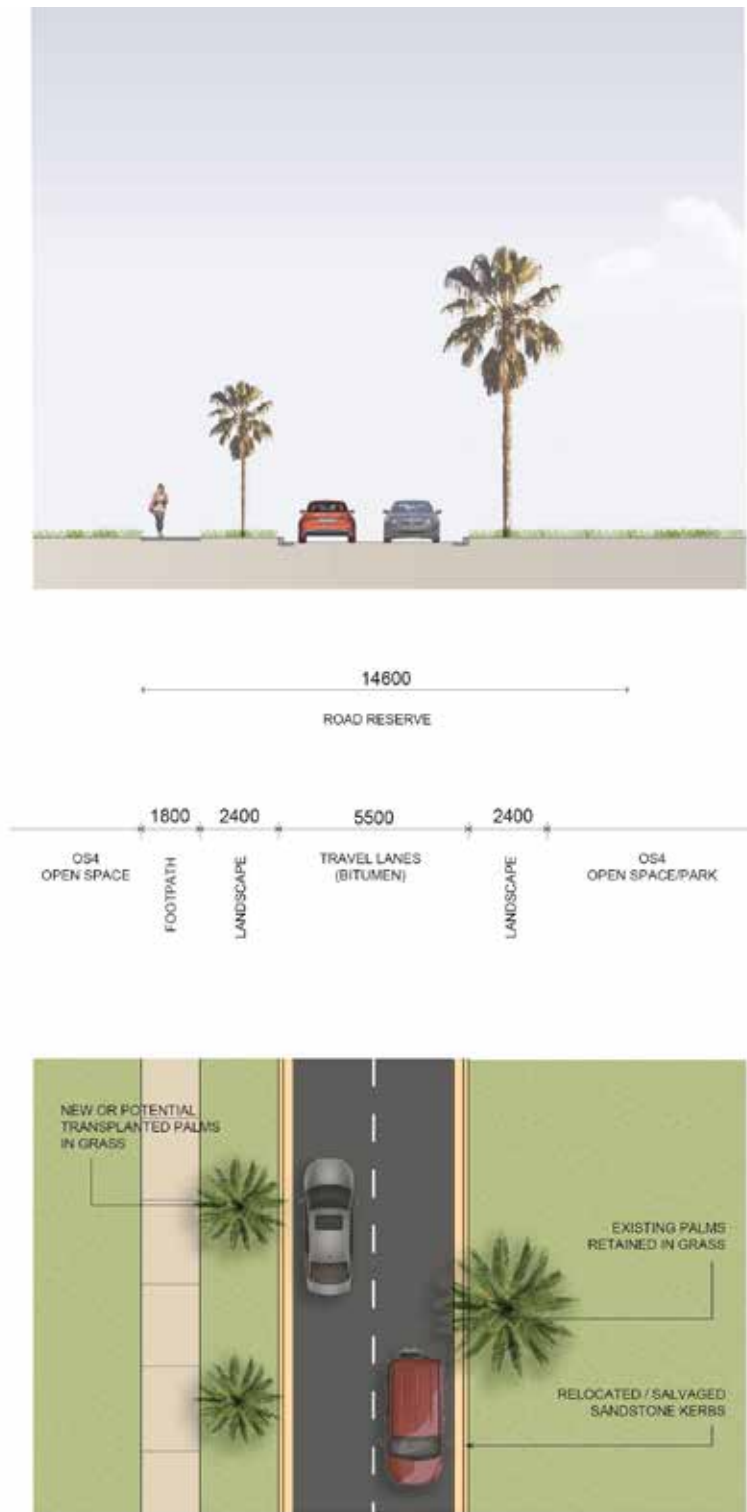 14600
ROAD RESERVE
1800
2400
5500
2400
OS4
OPEN SPACE
FOOTPATH
LANDSCAPE
TRAVEL LANES
(BITUMEN)
LANDSCAPE
OS4
OPEN SPACE/PARK
NEW OR POTENTIAL
TRANSPLANTED PALMS
IN GRASS
EXISTING PALMS
RETAINED IN GRASS
RELOCATED / SALVAGED
SANDSTONE KERBS